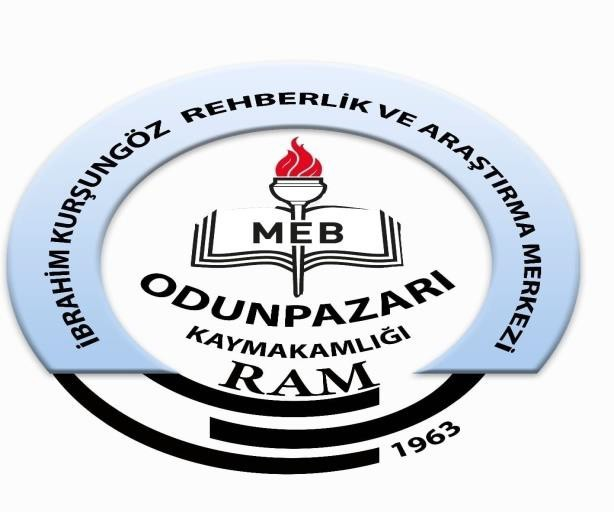 İBRAHİM KURŞUNGÖZ REHBERLİK VE ARAŞTIRMA MERKEZİ
MEB
ODUNPAZARI
KAYMAKAMLIĞI
RAM
1963